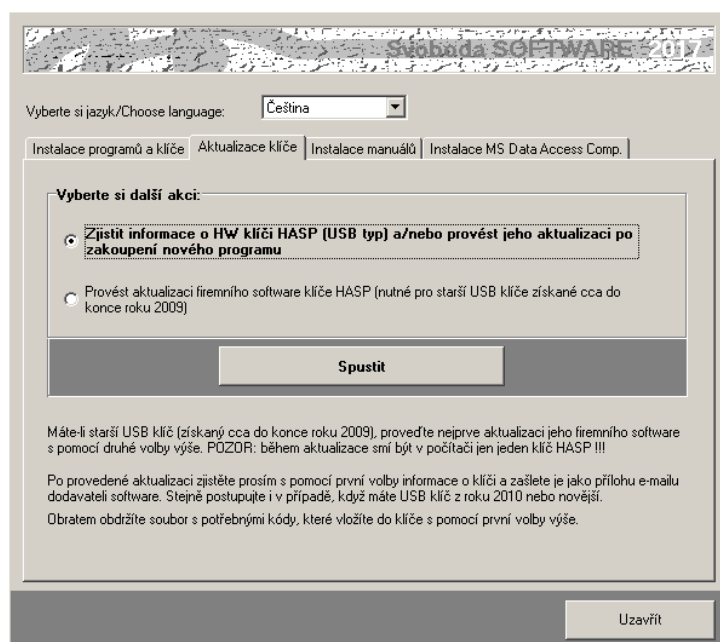 Svoboda SOFTWARE 2017
Vyberte si jazyk/Choose language:
Čeština
Instalace programů a klíče
Aktualizace klíče
Instalace manuálů
Instalace MS Data Access Comp.
Vyberte si další akci:
Zjistit informace o HW klíči HASP (USB typ) a/nebo provést jeho aktualizaci po
zakoupení nového programu
Provést aktualizaci firemního software klíče HASP (nutné pro starší USB klíče získané cca do
konce roku 2009)
Spustit
Máte-li starší USB klíč (získaný cca do konce roku 2009), proveďte nejprve aktualizaci jeho firemního software
s pomocí druhé volby výše. POZOR: během aktualizace smí být v počítači jen jeden klíč HASP !!!
Po provedené aktualizaci zjistěte prosím s pomocí první volby informace o klíči a zašlete je jako přílohu e-mailu
dodavateli software. Stejně postupujte i v případě, když máte USB klíč z roku 2010 nebo novější.
Obratem obdržíte soubor s potřebnými kódy, které vložíte do klíče s pomocí první volby výše.
Uzavřít